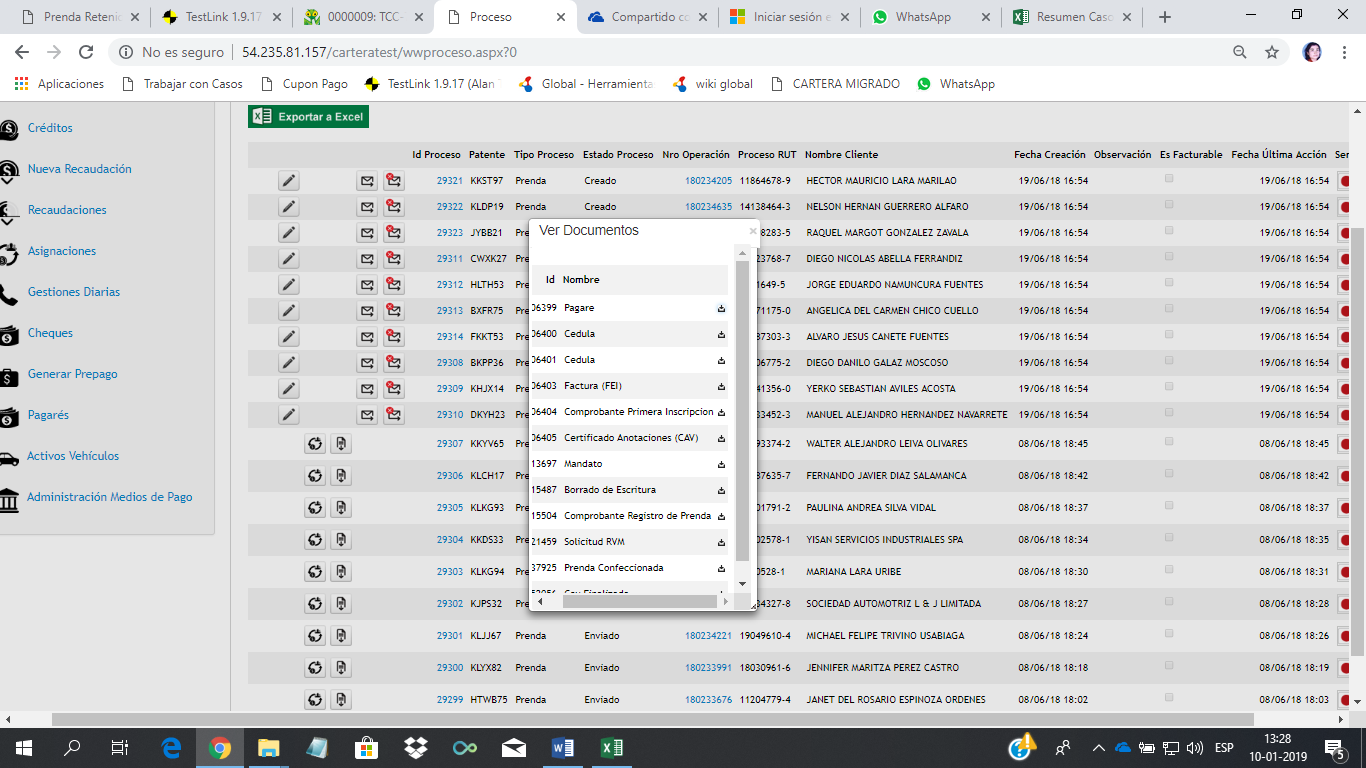 Prenda Retenic
TestLink 1.9.17
0000009: TCC-
Proceso
Compartido co
Iniciar sesión e
WhatsApp
Resumen Caso
No es seguro | 54.235.81.157/carteratest/wwproceso.aspx?0
Aplicaciones Trabajar con Casos Cupon Pago TestLink 1.9.17 (Alan Global - Herramienta wiki global CARTERA MIGRADO WhatsApp
Créditos
Nueva Recaudación
Recaudaciones
Asignaciones
Gestiones Diarias
Cheques
Generar Prepago
Pagarés
Activos Vehículos
Administración Medios de Pago
Exportar a Excel
Id Proceso Patente Tipo Proceso Estado Proceso Nro Operación Proceso RUT Nombre Cliente Fecha Creación Observación Es Facturable Fecha Última Acción Ser
29321 KKST97 Prenda Creado 180234205 11864678-9 HECTOR MAURICIO LARA MARILAO 19/06/18 16:54 19/06/18 16:54
29322 KLDP19 Prenda Creado 180234635 14138464-3 NELSON HERNAN GUERRERO ALFARO 19/06/18 16:54 19/06/18 16:54
29323 JYBB21 Pre 8283-5 RAQUEL MARGOT GONZALEZ ZAVALA 19/06/18 16:54 19/06/18 16:54
29311 CWXK27 Pre 23768-7 DIEGO NICOLAS ABELLA FERRANDIZ 19/06/18 16:54 19/06/18 16:54
29312 HLTH53 Pre 1649-5 JORGE EDUARDO NAMUNCURA FUENTES 19/06/18 16:54 19/06/18 16:54
29313 BXFR75 Pre 71175-0 ANGELICA DEL CARMEN CHICO CUELLO 19/06/18 16:54 19/06/18 16:54
29314 FKKT53 Pre 87303-3 ALVARO JESUS CANETE FUENTES 19/06/18 16:54 19/06/18 16:54
29308 BKPP36 Pre 06775-2 DIEGO DANILO GALAZ MOSCOSO 19/06/18 16:54 19/06/18 16:54
29309 KHJX14 Pre 41356-0 YERKO SEBASTIAN AVILES ACOSTA 19/06/18 16:54 19/06/18 16:54
29310 DKYH23 Pre 33452-3 MANUEL ALEJANDRO HERNANDEZ NAVARRETE 19/06/18 16:54 19/06/18 16:54
29307 KKYV65 Pre 93374-2 WALTER ALEJANDRO LEIVA OLIVARES 08/06/18 18:45 08/06/18 18:45
29306 KLCH17 Pre 87635-7 FERNANDO JAVIER DIAZ SALAMANCA 08/06/18 18:42 08/06/18 18:42
29305 KLKG93 Pre 01791-2 PAULINA ANDREA SILVA VIDAL 08/06/18 18:37 08/06/18 18:37
29304 KKDS33 Pre 02578-1 YISAN SERVICIOS INDUSTRIALES SPA 08/06/18 18:34 08/06/18 18:35
29303 KLKG94 Pre 0528-1 MARIANA LARA URIBE 08/06/18 18:30 08/06/18 18:31
29302 KJPS32 Pre 34327-8 SOCIEDAD AUTOMOTRIZ L & J LIMITADA 08/06/18 18:27 08/06/18 18:28
29301 KLJJ67 Prenda Enviado 180234221 19049610-4 MICHAEL FELIPE TRIVINO USABIAGA 08/06/18 18:24 08/06/18 18:26
29300 KLYX82 Prenda Enviado 180233991 18030961-6 JENNIFER MARITZA PEREZ CASTRO 08/06/18 18:18 08/06/18 18:19
29299 HTWB75 Prenda Enviado 180233676 11204779-4 JANET DEL ROSARIO ESPINOZA ORDENES 08/06/18 18:02 08/06/18 18:03
Ver Documentos
Id Nombre
06399 Pagare
06400 Cedula
06401 Cedula
06403 Factura (FEI)
06404 Comprobante Primera Inscripcion
06405 Certificado Anotaciones (CAV)
13697 Mandato
15487 Borrado de Escritura
15504 Comprobante Registro de Prenda
21459 Solicitud RVM
37925 Prenda Confeccionada
ESP
13:28
10-01-2019
5